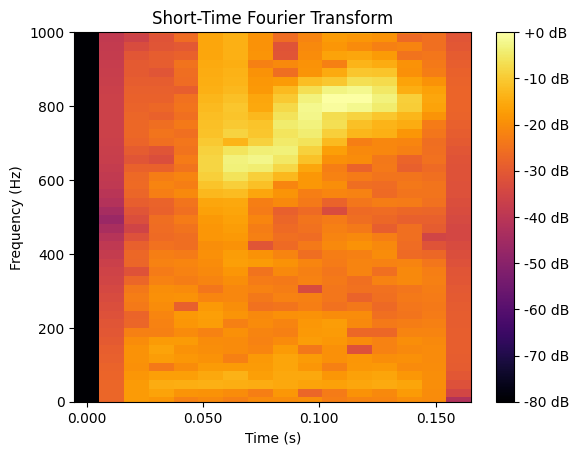 Short-Time Fourier Transform
1000
800
600
400
200
0
Frequency (Hz)
0.000
0.050
0.100
0.150
Time (s)
+0 dB
-10 dB
-20 dB
-30 dB
-40 dB
-50 dB
-60 dB
-70 dB
-80 dB